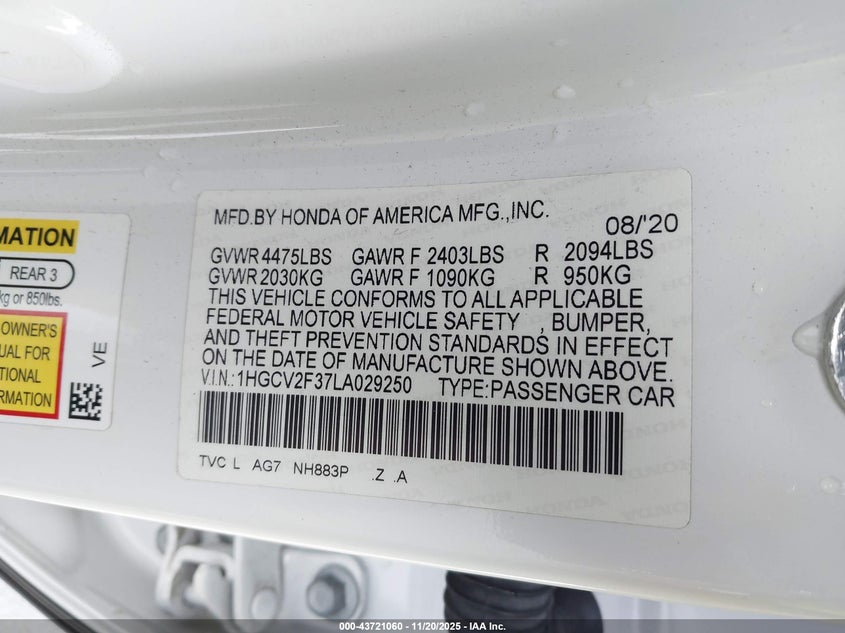 MFD.BY HONDA OF AMERICA MFG.,INC.
08/'20
GVWR 4475LBS GAWR F 2403LBS R 2094LBS
GVWR 2030KG GAWR F 1090KG R 950KG
THIS VEHICLE CONFORMS TO ALL APPLICABLE
FEDERAL MOTOR VEHICLE SAFETY , BUMPER,
AND THEFT PREVENTION STANDARDS IN EFFECT
ON THE DATE OF MANUFACTURE SHOWN ABOVE.
V.I.N.:1HGCV2F37LA029250 TYPE:PASSENGER CAR
TVC L AG7 NH883P .Z .A
MATION
REAR 3
kg or 850lbs.
OWNER'S
UAL FOR
TIONAL
RMATION
VE
000-43721060 - 11/20/2025 - IAA Inc.